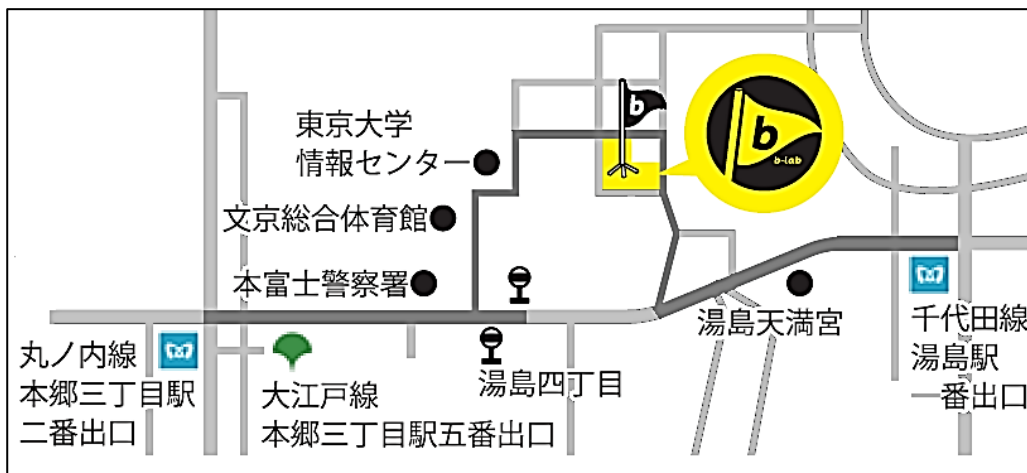 東京大学
情報センター
文京総合体育館
本富士警察署
b
b
b-lab
丸ノ内線
本郷三丁目駅
二番出口
大江戸線
本郷三丁目駅五番出口
湯島四丁目
湯島天満宮
千代田線
湯島駅
一番出口